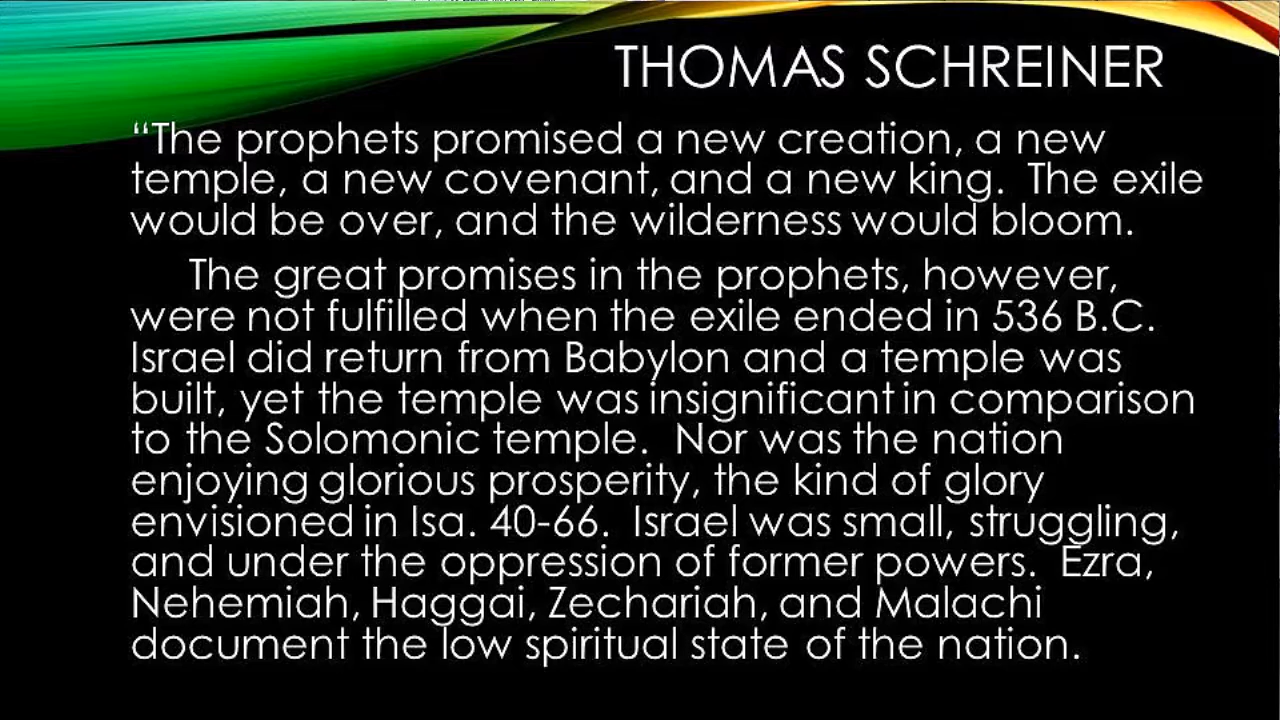 THOMAS SCHREINER
“The prophets promised a new creation, a new
temple, a new covenant, and a new king.  The exile
would be over, and the wilderness would bloom.
The great promises in the prophets, however,
were not fulfilled when the exile ended in 536 B.C.
Israel did return from Babylon and a temple was
built, yet the temple was insignificant in comparison
to the Solomonic temple.  Nor was the nation
enjoying glorious prosperity, the kind of glory
envisioned in Isa. 40-66.  Israel was small, struggling,
and under the oppression of former powers.  Ezra,
Nehemiah, Haggai, Zechariah, and Malachi
document the low spiritual state of the nation.